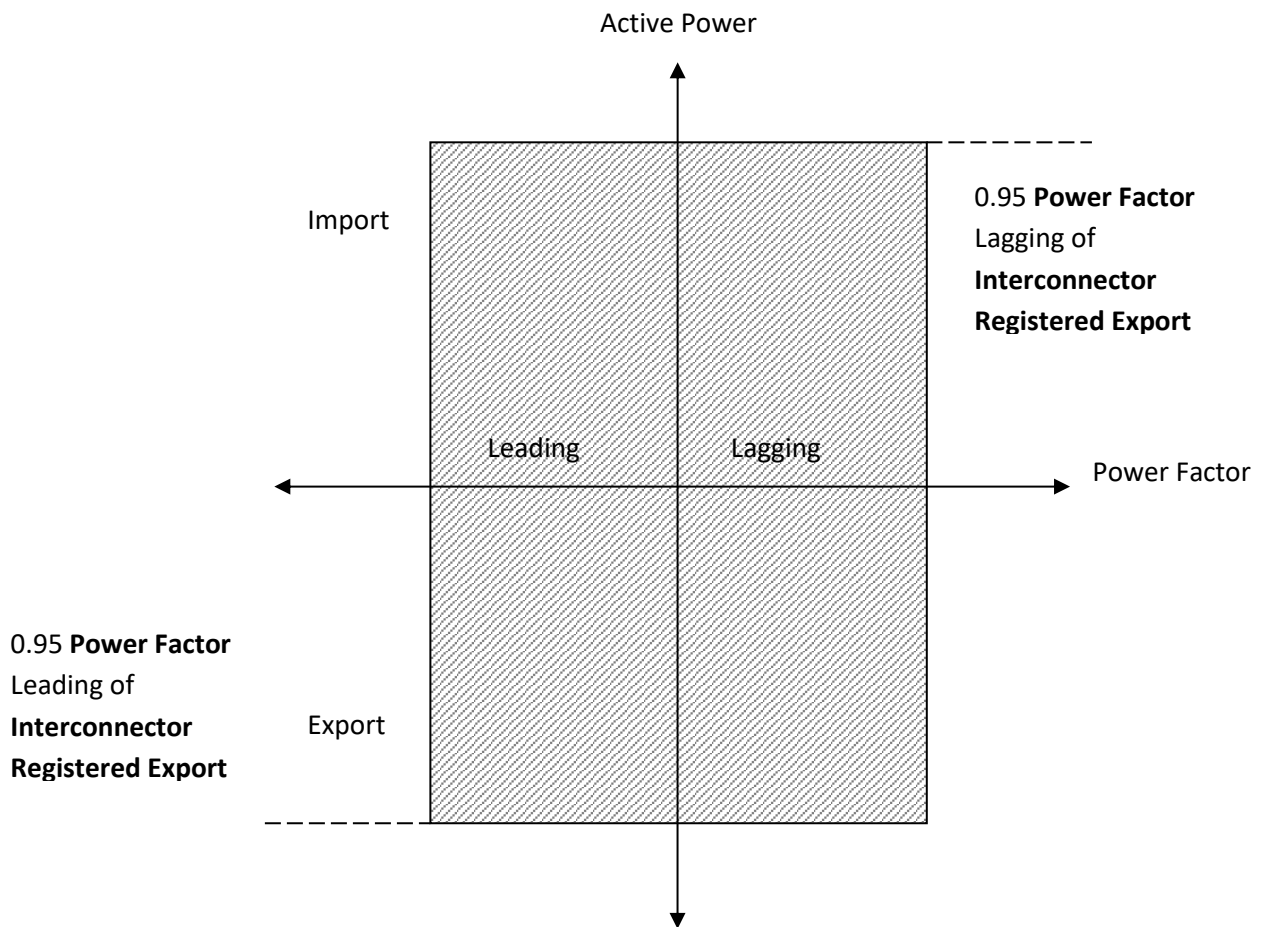 Active Power
Import
0.95 Power Factor
Lagging of
Interconnector
Registered Export
Leading
Lagging
Power Factor
0.95 Power Factor
Leading of
Interconnector
Registered Export
Export